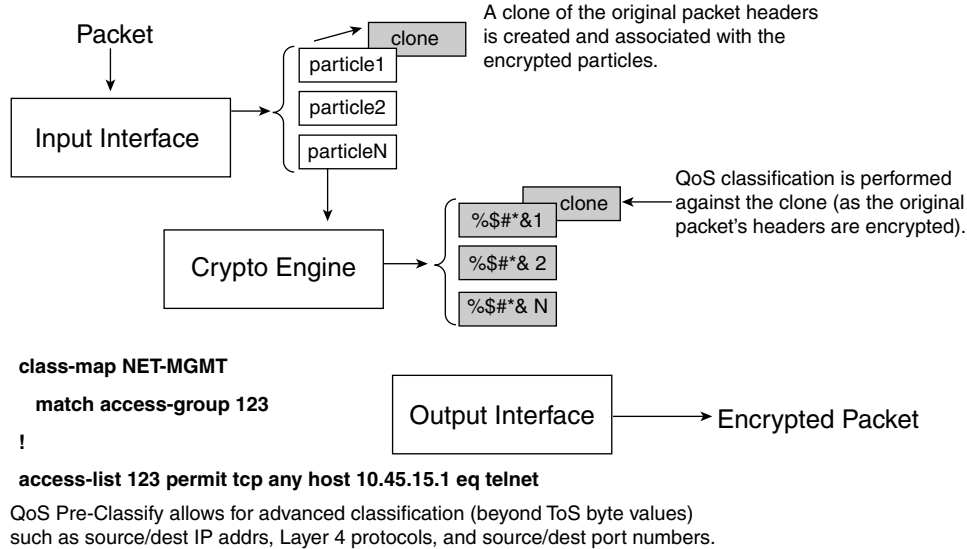 Packet
clone
A clone of the original packet headers
is created and associated with the
encrypted particles.
particle1
particle2
particleN
Input Interface
QoS classification is performed
against the clone (as the original
packet's headers are encrypted).
clone
%$#*&1
%$#*& 2
%$#*& N
Crypto Engine
class-map NET-MGMT
match access-group 123
!
access-list 123 permit tcp any host 10.45.15.1 eq telnet
Output Interface
Encrypted Packet
QoS Pre-Classify allows for advanced classification (beyond ToS byte values)
such as source/dest IP addrs, Layer 4 protocols, and source/dest port numbers.